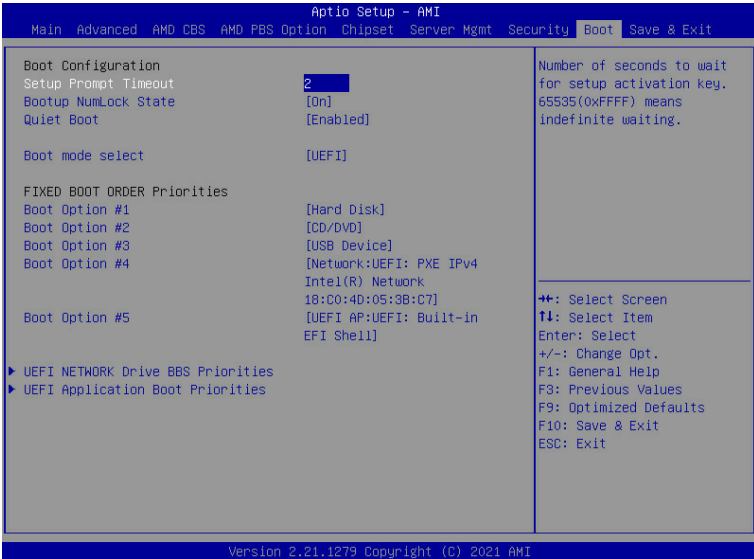 Aptio Setup – AMI
Main Advanced AMD CBS AMD PBS Option Chipset Server Mgmt Security Boot Save & Exit
Boot Configuration
Setup Prompt Timeout 2
Bootup NumLock State [On]
Quiet Boot [Enabled]
Boot mode select [UEFI]
FIXED BOOT ORDER Priorities
Boot Option #1 [Hard Disk]
Boot Option #2 [CD/DVD]
Boot Option #3 [USB Device]
Boot Option #4 [Network:UEFI: PXE IPv4
Intel(R) Network
18:C0:4D:05:3B:C7]
Boot Option #5 [UEFI AP:UEFI: Built-in
EFI Shell]
▶ UEFI NETWORK Drive BBS Priorities
▶ UEFI Application Boot Priorities
Number of seconds to wait
for setup activation key.
65535(0xFFFF) means
indefinite waiting.
→←: Select Screen
↑↓: Select Item
Enter: Select
+/-: Change Opt.
F1: General Help
F3: Previous Values
F9: Optimized Defaults
F10: Save & Exit
ESC: Exit
Version 2.21.1279 Copyright (C) 2021 AMI